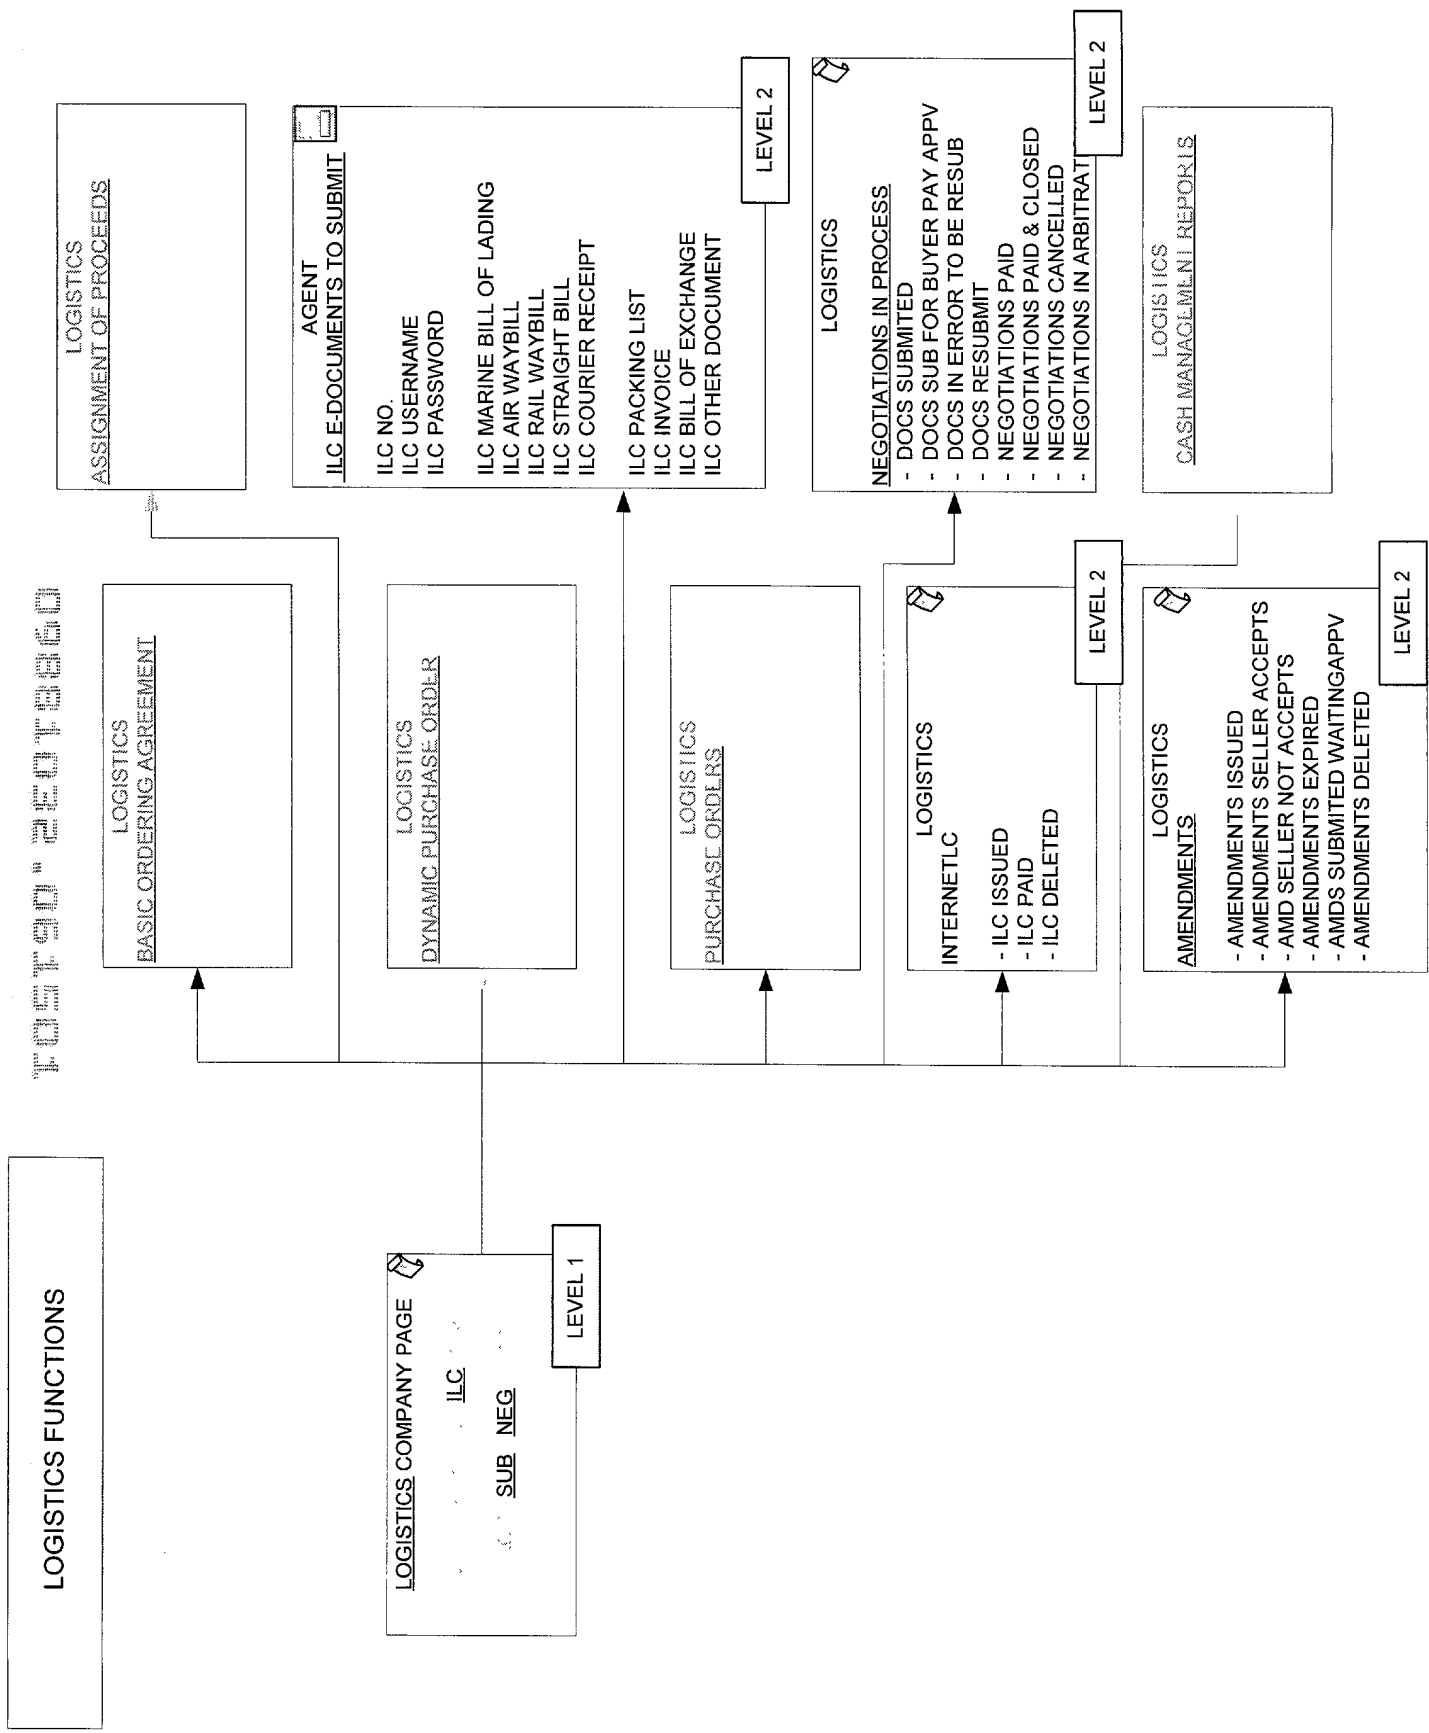 LOGISTICS FUNCTIONS
LOGISTICS COMPANY PAGE
ILC
SUB NEG
LEVEL 1
LOGISTICS
BASIC ORDERING AGREEMENT
LOGISTICS
DYNAMIC PURCHASE ORDER
LOGISTICS
PURCHASE ORDERS
LOGISTICS
INTERNETLC
- ILC ISSUED
- ILC PAID
- ILC DELETED
LEVEL 2
LOGISTICS
AMENDMENTS
- AMENDMENTS ISSUED
- AMENDMENTS SELLER ACCEPTS
- AMD SELLER NOT ACCEPTS
- AMENDMENTS EXPIRED
- AMDS SUBMITED WAITINGAPPV
- AMENDMENTS DELETED
LEVEL 2
LOGISTICS
ASSIGNMENT OF PROCEEDS
AGENT
ILC E-DOCUMENTS TO SUBMIT
ILC NO.
ILC USERNAME
ILC PASSWORD
ILC MARINE BILL OF LADING
ILC AIR WAYBILL
ILC RAIL WAYBILL
ILC STRAIGHT BILL
ILC COURIER RECEIPT
ILC PACKING LIST
ILC INVOICE
ILC BILL OF EXCHANGE
ILC OTHER DOCUMENT
LEVEL 2
LOGISTICS
NEGOTIATIONS IN PROCESS
- DOCS SUBMITED
- DOCS SUB FOR BUYER PAY APPV
- DOCS IN ERROR TO BE RESUB
- DOCS RESUBMIT
- NEGOTIATIONS PAID
- NEGOTIATIONS PAID & CLOSED
- NEGOTIATIONS CANCELLED
- NEGOTIATIONS IN ARBITRAT
LEVEL 2
LOGISTICS
CASH MANAGEMENT REPORTS